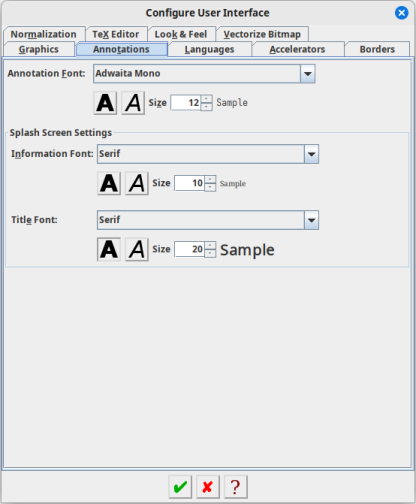 Configure User Interface
Normalization TeX Editor Look & Feel Vectorize Bitmap
Graphics Annotations Languages Accelerators Borders
Annotation Font: Adwaita Mono
A A Size 12 Sample
Splash Screen Settings
Information Font: Serif
A A Size 10 Sample
Title Font: Serif
A A Size 20 Sample
?